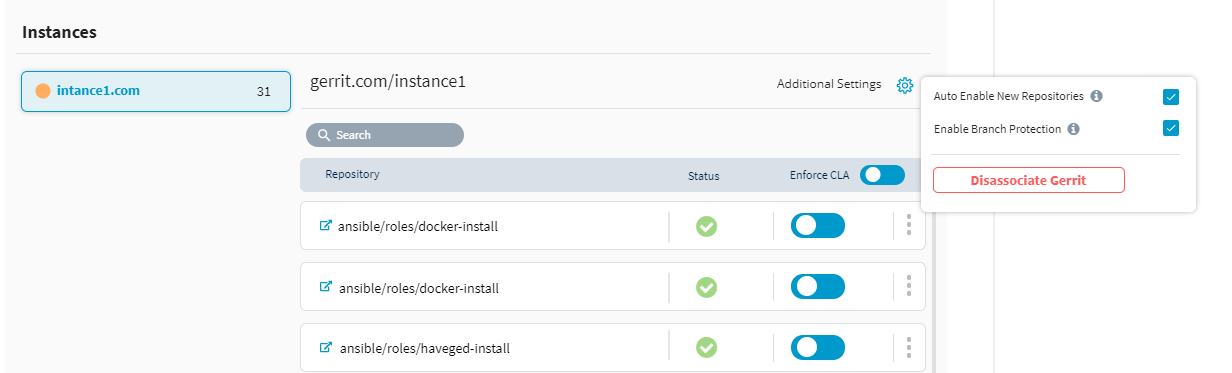 Instances
intance1.com 31
gerrit.com/instance1
Additional Settings
Auto Enable New Repositories
Enable Branch Protection
Disassociate Gerrit
Search
Repository Status Enforce CLA
ansible/roles/docker-install
ansible/roles/docker-install
ansible/roles/haveged-install